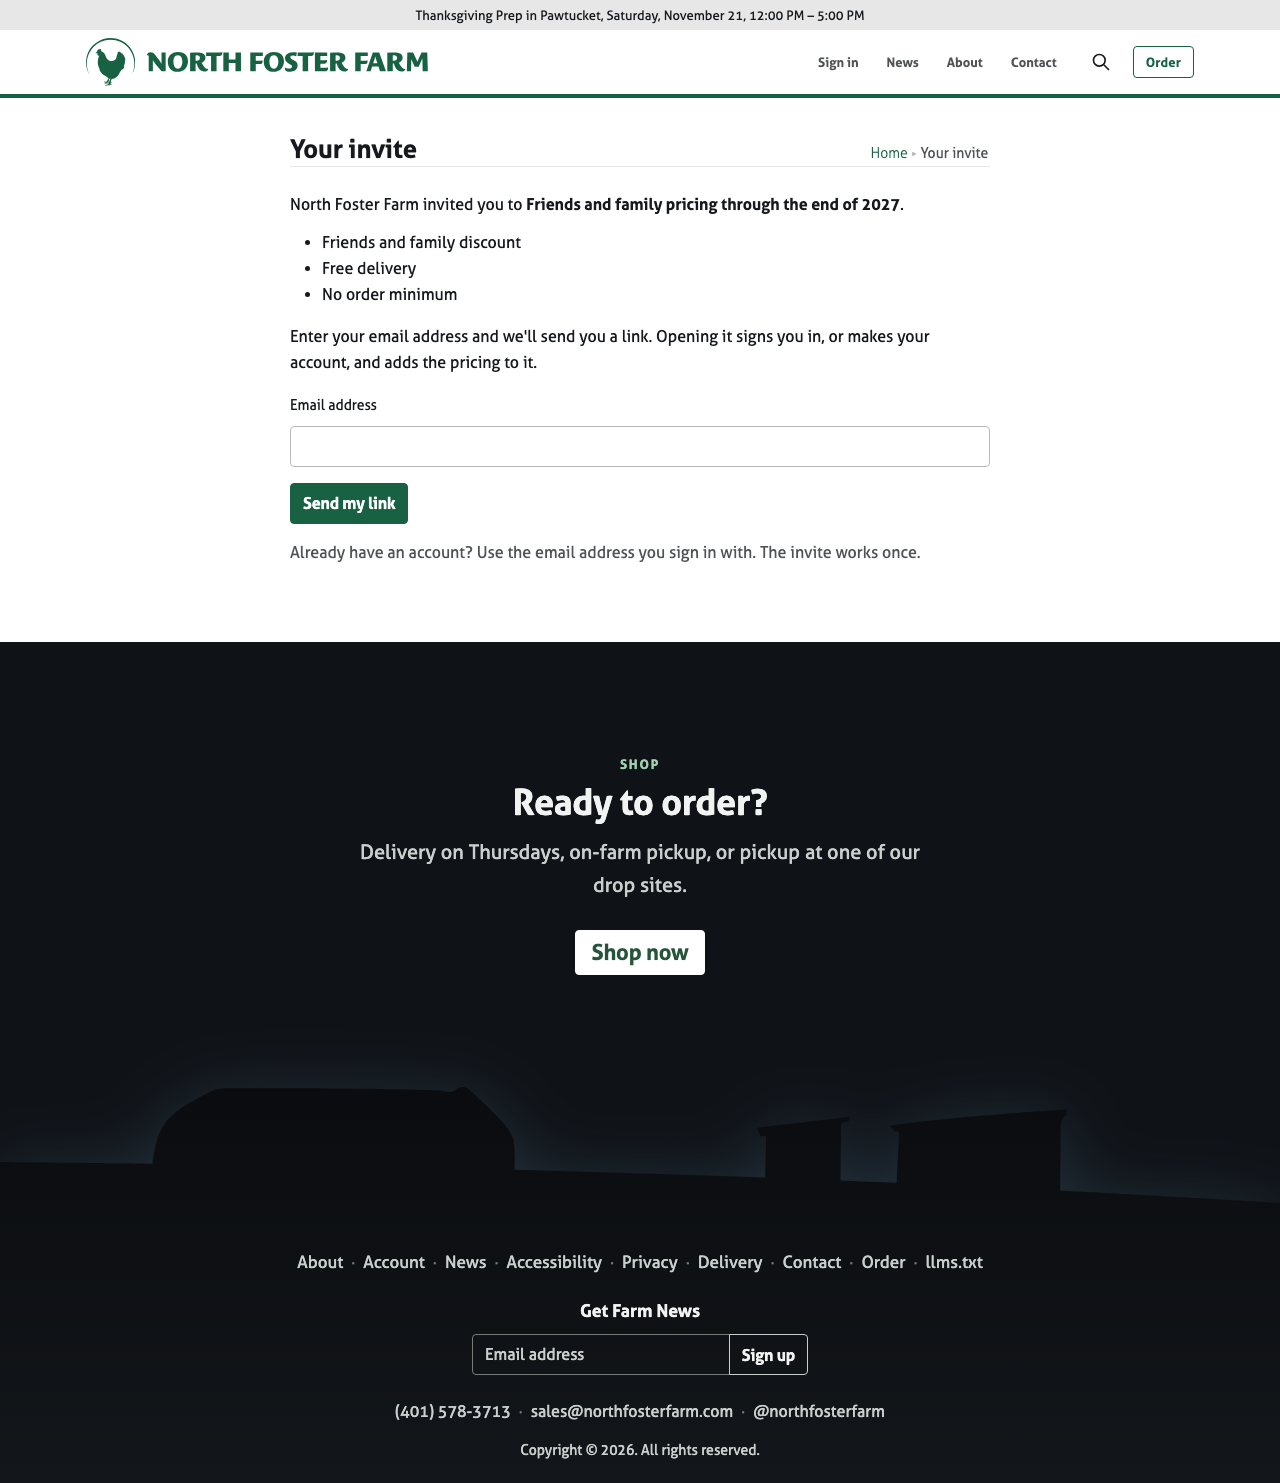 Thanksgiving Prep in Pawtucket, Saturday, November 21, 12:00 PM – 5:00 PM
NORTH FOSTER FARM
Sign in
News
About
Contact
Order
Your invite
Home ▸ Your invite
North Foster Farm invited you to Friends and family pricing through the end of 2027.
• Friends and family discount
• Free delivery
• No order minimum
Enter your email address and we'll send you a link. Opening it signs you in, or makes your
account, and adds the pricing to it.
Email address
Send my link
Already have an account? Use the email address you sign in with. The invite works once.
SHOP
Ready to order?
Delivery on Thursdays, on-farm pickup, or pickup at one of our
drop sites.
Shop now
About · Account · News · Accessibility · Privacy · Delivery · Contact · Order · llms.txt
Get Farm News
Email address
Sign up
(401) 578-3713 · sales@northfosterfarm.com · @northfosterfarm
Copyright © 2026. All rights reserved.